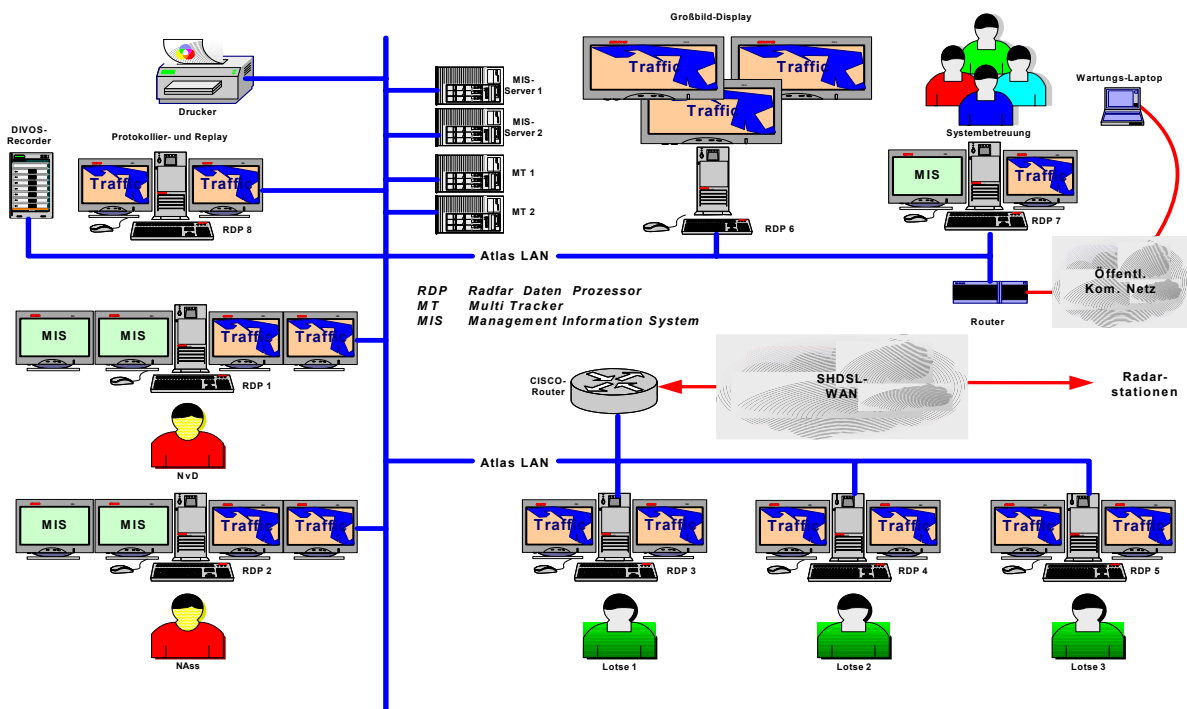 Großbild-Display
Drucker
MIS-
Server 1
MIS-
Server 2
MT 1
MT 2
Traffic
Traffic
Traffic
RDP 6
Systembetreuung
Wartungs-Laptop
DIVOS-
Recorder
Protokollier- und Replay
Traffic
Traffic
RDP 8
MIS
Traffic
RDP 7
Atlas LAN
Öffentl.
Kom. Netz
Router
RDP Radfar Daten Prozessor
MT Multi Tracker
MIS Management Information System
MIS
MIS
Traffic
Traffic
RDP 1
NvD
CISCO-
Router
SHDSL-
WAN
Radar-
stationen
Atlas LAN
MIS
MIS
Traffic
Traffic
RDP 2
NAss
Traffic
Traffic
RDP 3
Lotse 1
Traffic
Traffic
RDP 4
Lotse 2
Traffic
Traffic
RDP 5
Lotse 3